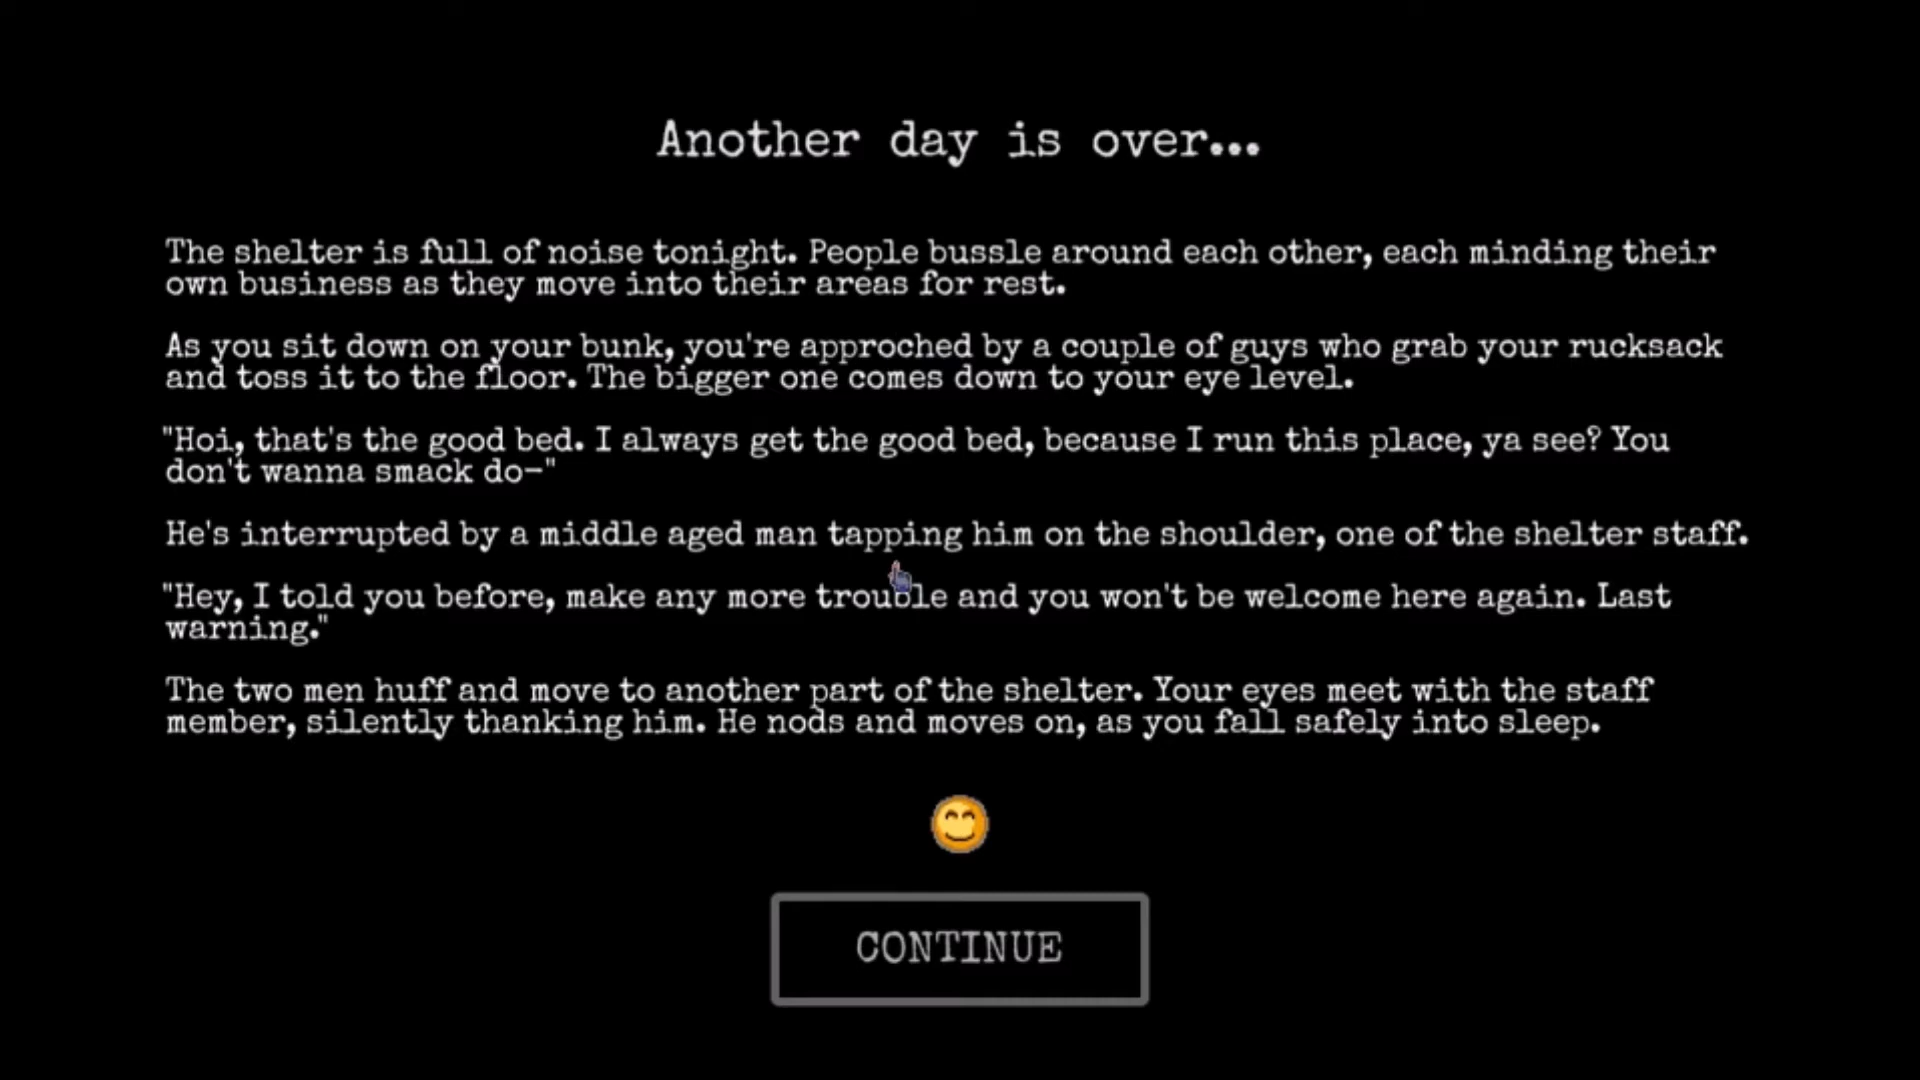 Another day is over...
The shelter is full of noise tonight. People bussle around each other, each minding their
own business as they move into their areas for rest.
As you sit down on your bunk, you're approched by a couple of guys who grab your rucksack
and toss it to the floor. The bigger one comes down to your eye level.
"Hoi, that's the good bed. I always get the good bed, because I run this place, ya see? You
don't wanna smack do-"
He's interrupted by a middle aged man tapping him on the shoulder, one of the shelter staff.
"Hey, I told you before, make any more trouble and you won't be welcome here again. Last
warning."
The two men huff and move to another part of the shelter. Your eyes meet with the staff
member, silently thanking him. He nods and moves on, as you fall safely into sleep.
CONTINUE